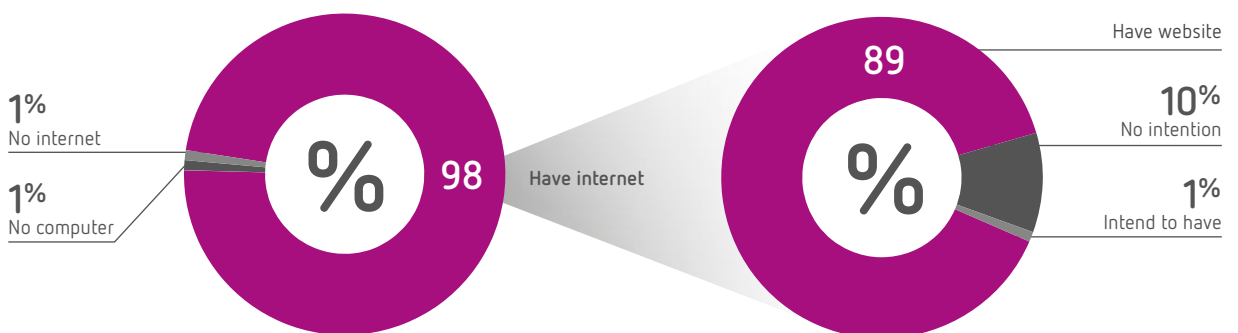 1%
No internet
1%
No computer
%
98
Have internet
89
%
Have website
10%
No intention
1%
Intend to have